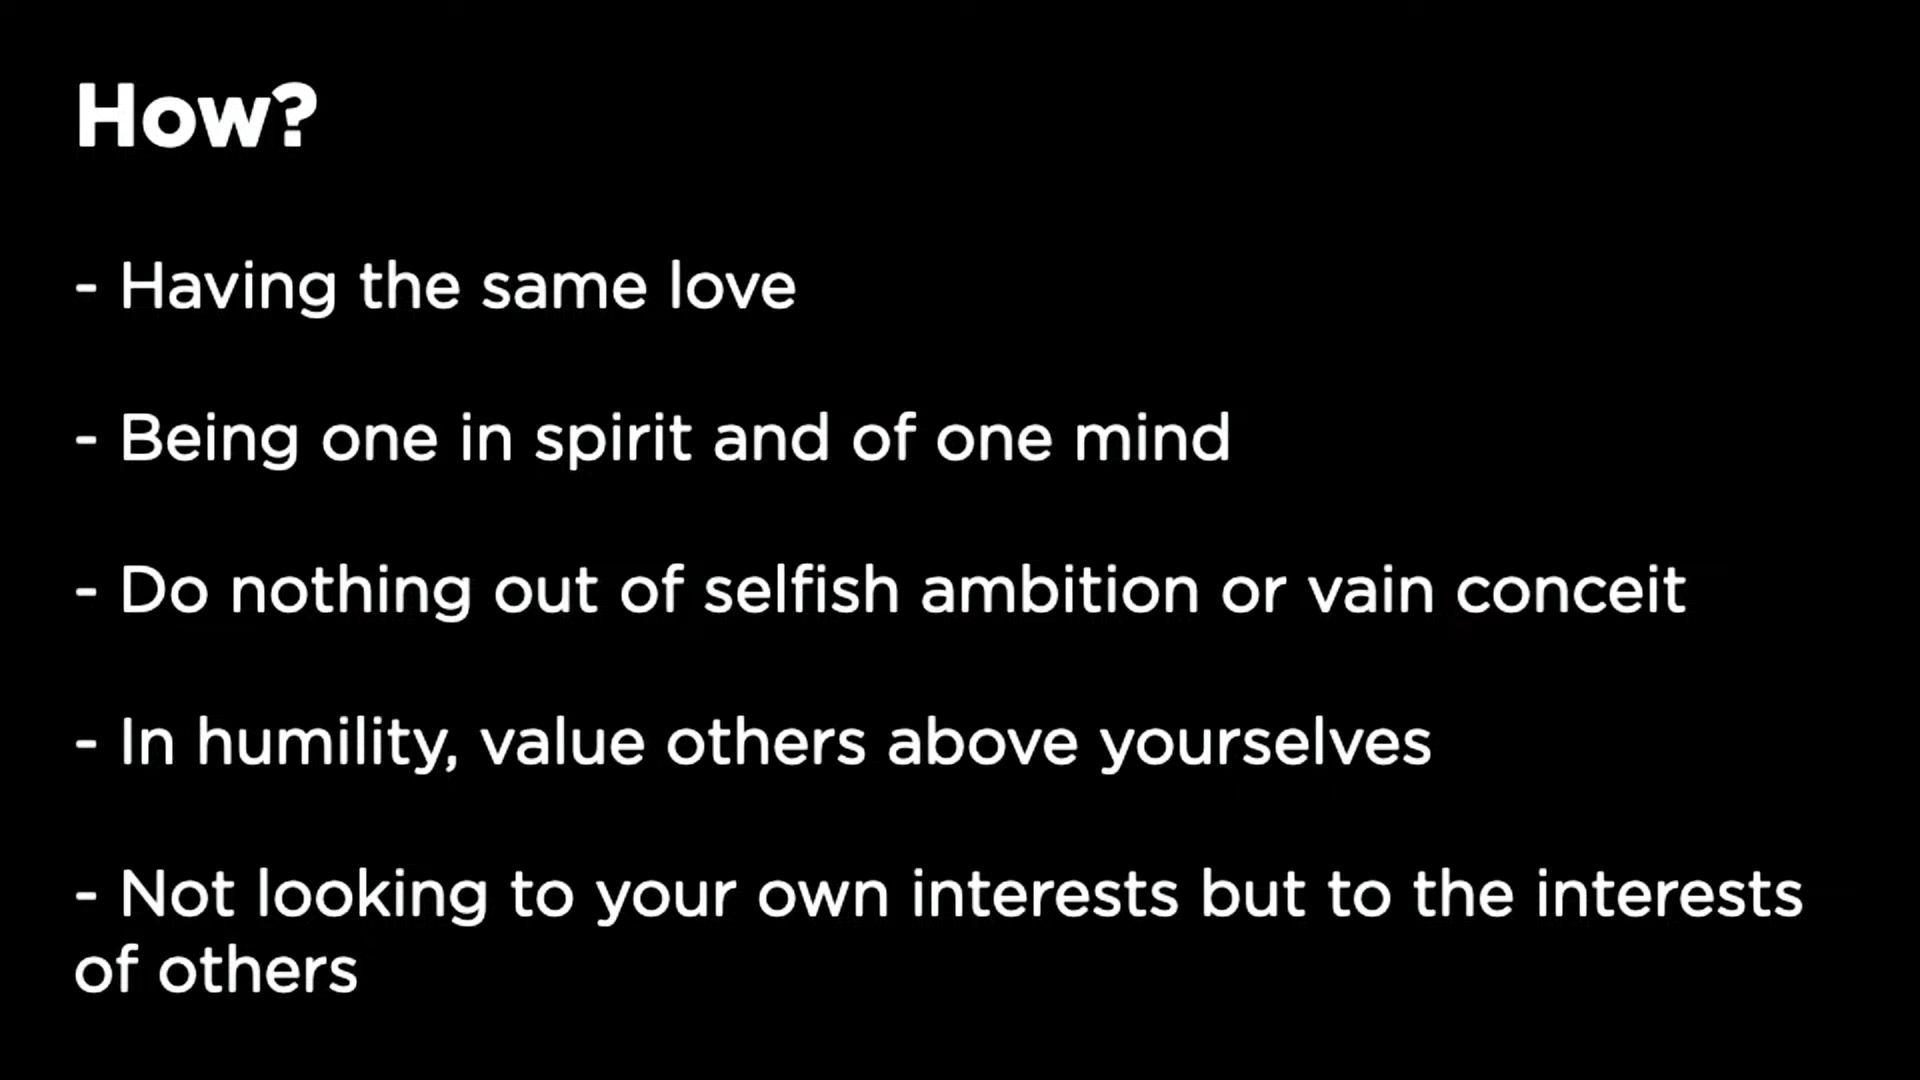 How?
- Having the same love
- Being one in spirit and of one mind
- Do nothing out of selfish ambition or vain conceit
- In humility, value others above yourselves
- Not looking to your own interests but to the interests
of others